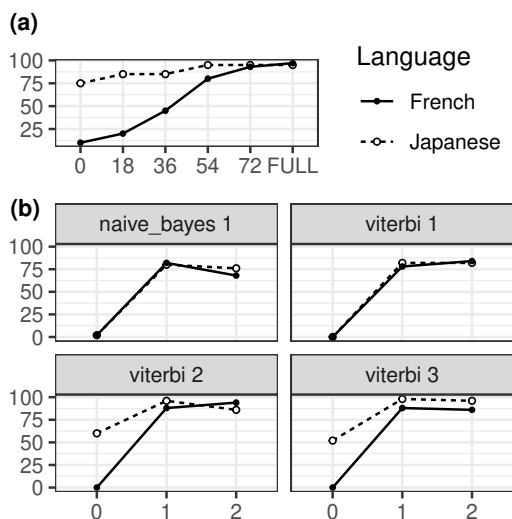 (a)
100
75
50
25
0 18 36 54 72 FULL
Language
French
Japanese
(b)
naive_bayes 1
viterbi 1
100
75
50
25
0
viterbi 2
viterbi 3
100
75
50
25
0
0 1 2
0 1 2